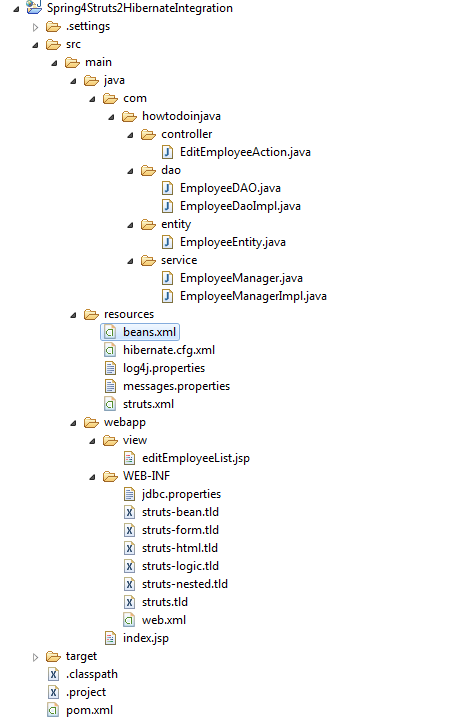 Spring4Struts2HibernateIntegration
.settings
src
main
java
com
howtodoinjava
controller
EditEmployeeAction.java
dao
EmployeeDAO.java
EmployeeDaoImpl.java
entity
EmployeeEntity.java
service
EmployeeManager.java
EmployeeManagerImpl.java
resources
beans.xml
hibernate.cfg.xml
log4j.properties
messages.properties
struts.xml
webapp
view
editEmployeeList.jsp
WEB-INF
jdbc.properties
struts-bean.tld
struts-form.tld
struts-html.tld
struts-logic.tld
struts-nested.tld
struts.tld
web.xml
index.jsp
target
.classpath
.project
pom.xml